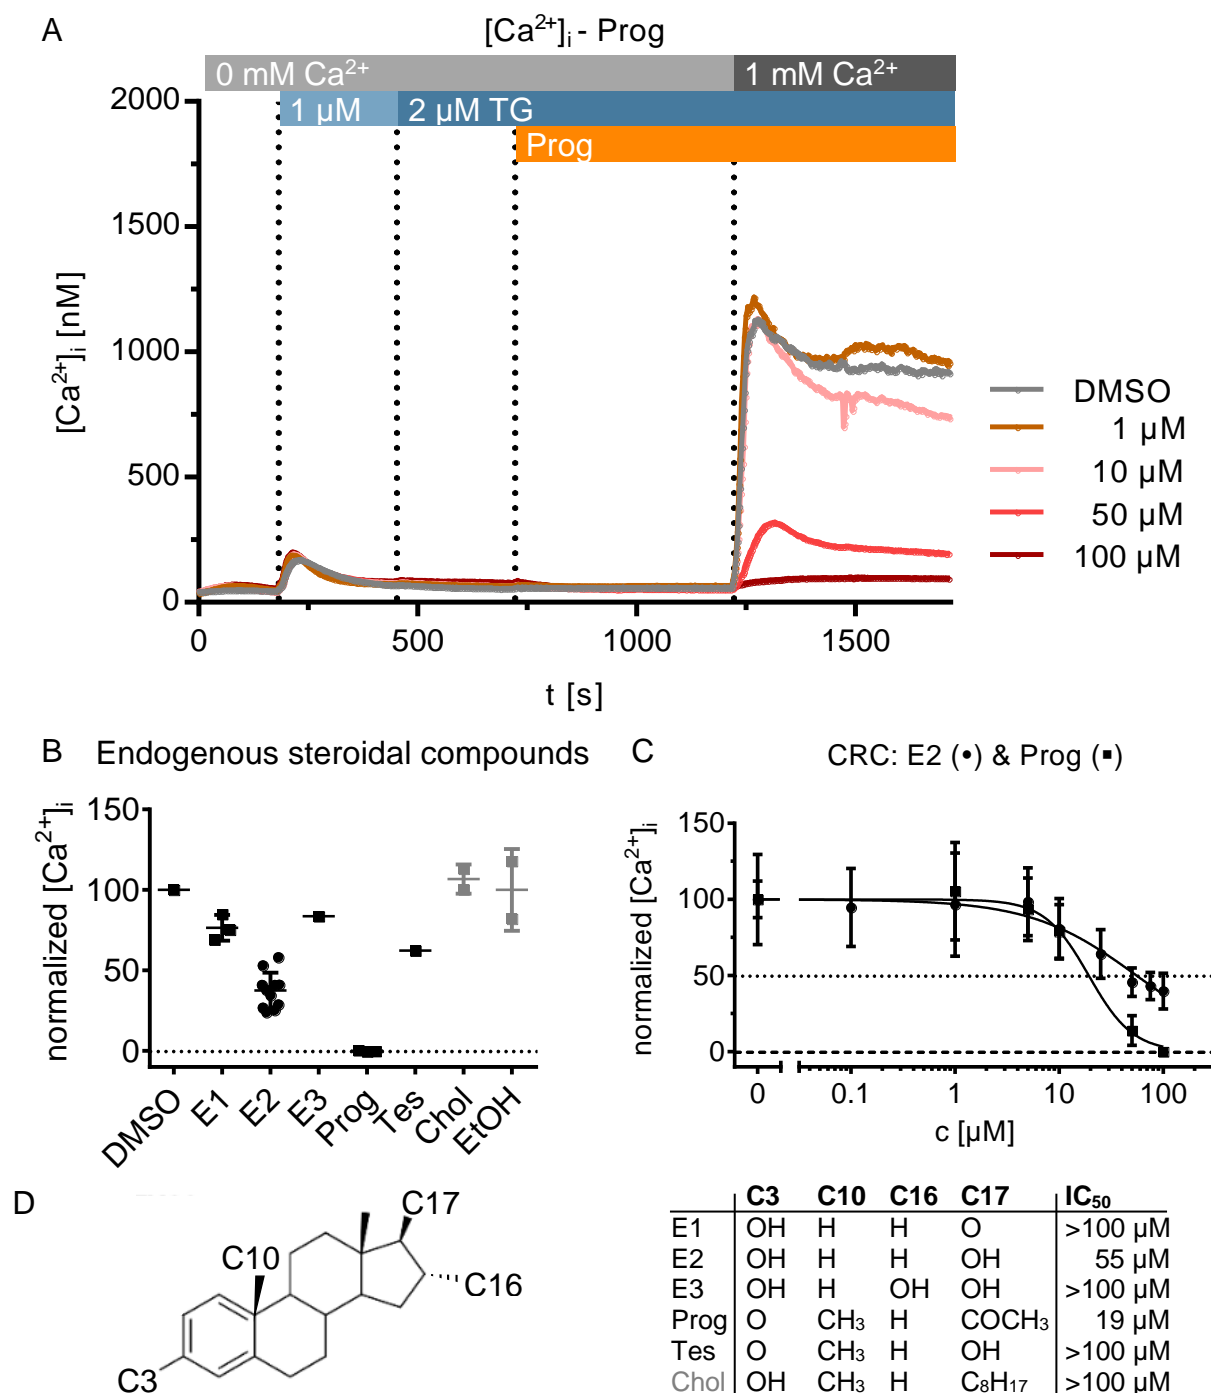 A
[Ca²⁺]ᵢ - Prog
0 mM Ca²⁺ 1 mM Ca²⁺
1 µM 2 µM TG
Prog
2000
1500
1000
500
0
[Ca²⁺]ᵢ [nM]
0 500 1000 1500
t [s]
DMSO
1 µM
10 µM
50 µM
100 µM
B Endogenous steroidal compounds
150
100
50
0
normalized [Ca²⁺]ᵢ
DMSO E1 E2 E3 Prog Tes Chol EtOH
C CRC: E2 (●) & Prog (■)
150
100
50
0
normalized [Ca²⁺]ᵢ
0 0.1 1 10 100
c [µM]
D
C17
C10
C16
C3
C3 C10 C16 C17 IC₅₀
E1 OH H H O >100 µM
E2 OH H H OH 55 µM
E3 OH H OH OH >100 µM
Prog O CH₃ H COCH₃ 19 µM
Tes O CH₃ H OH >100 µM
Chol OH CH₃ H C₈H₁₇ >100 µM